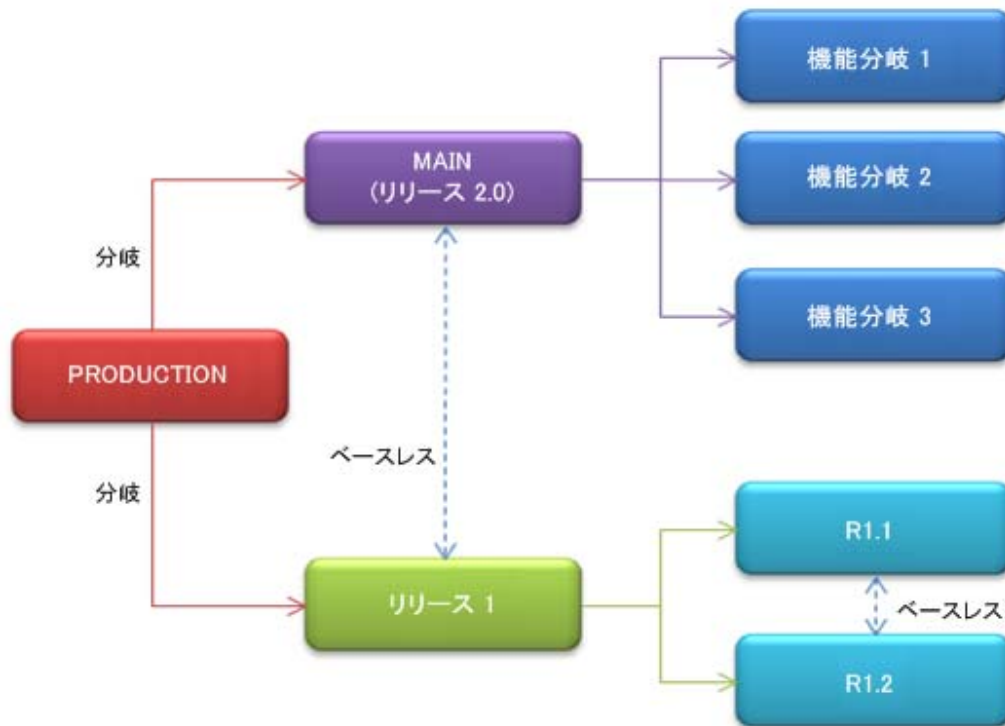 機能分岐 1
MAIN
(リリース 2.0)
機能分岐 2
分岐
機能分岐 3
PRODUCTION
ベースレス
分岐
R1.1
リリース 1
ベースレス
R1.2